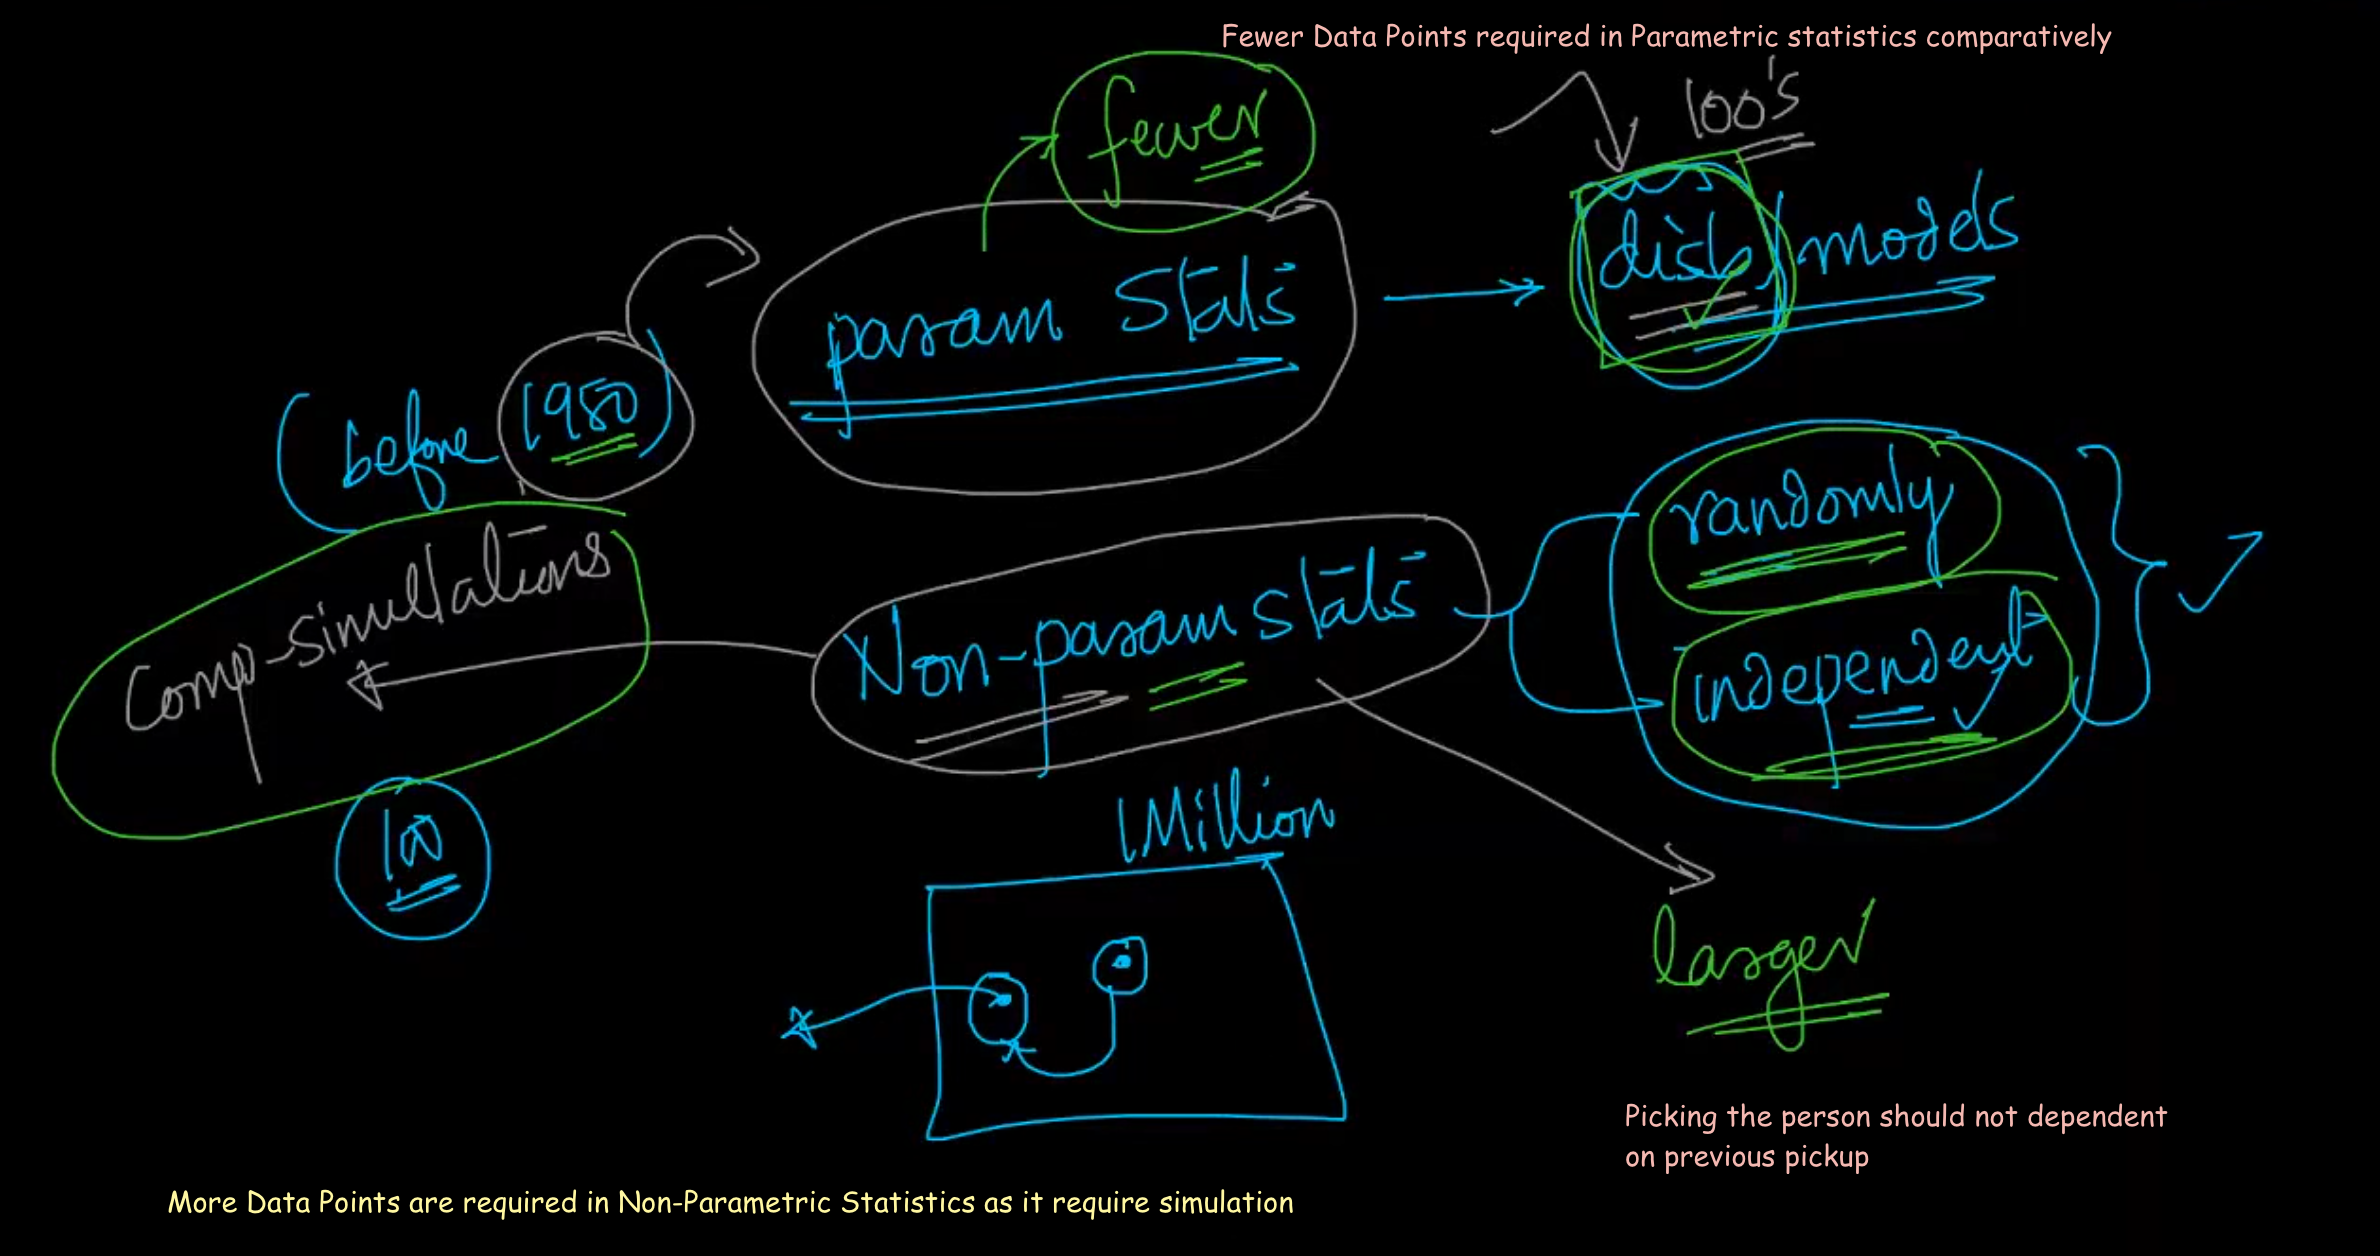 Fewer Data Points required in Parametric statistics comparatively
fewer
100's
param stats
distb / models
(before 1980)
randomly
comp-simullations
Non-param stats
independent
1Million
100
larger
Picking the person should not dependent
on previous pickup
More Data Points are required in Non-Parametric Statistics as it require simulation